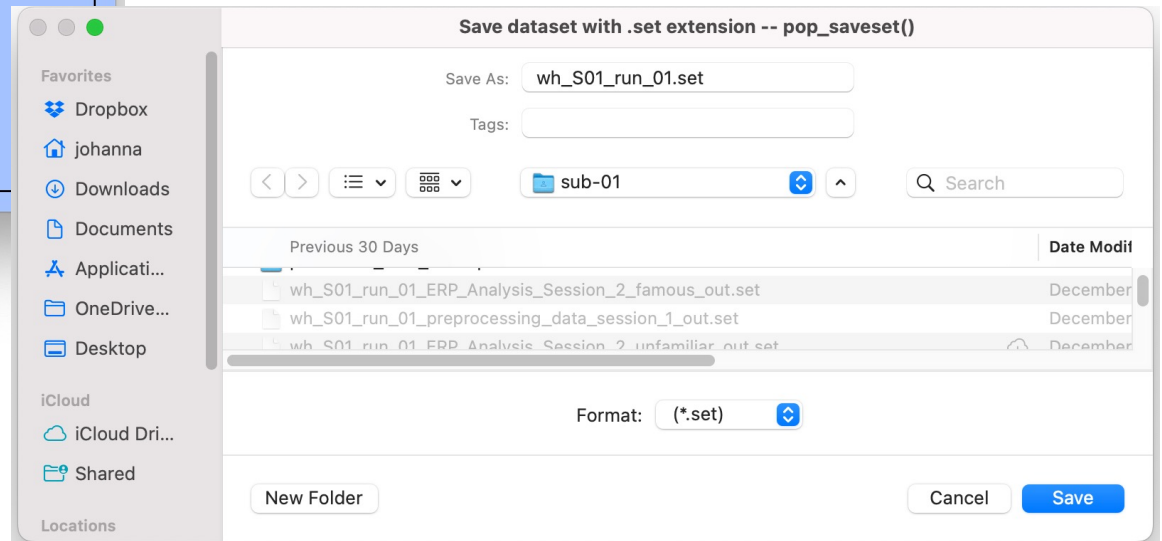 Save dataset with .set extension -- pop_saveset()
Favorites
Dropbox
johanna
Downloads
Documents
Applicati...
OneDrive...
Desktop
iCloud
iCloud Dri...
Shared
Locations
Save As: wh_S01_run_01.set
Tags:
sub-01
Search
Previous 30 Days Date Modif
wh_S01_run_01_ERP_Analysis_Session_2_famous_out.set December
wh_S01_run_01_preprocessing_data_session_1_out.set December
wh_S01_run_01_ERP_Analysis_Session_2_unfamiliar_out.set December
Format: (*.set)
New Folder Cancel Save